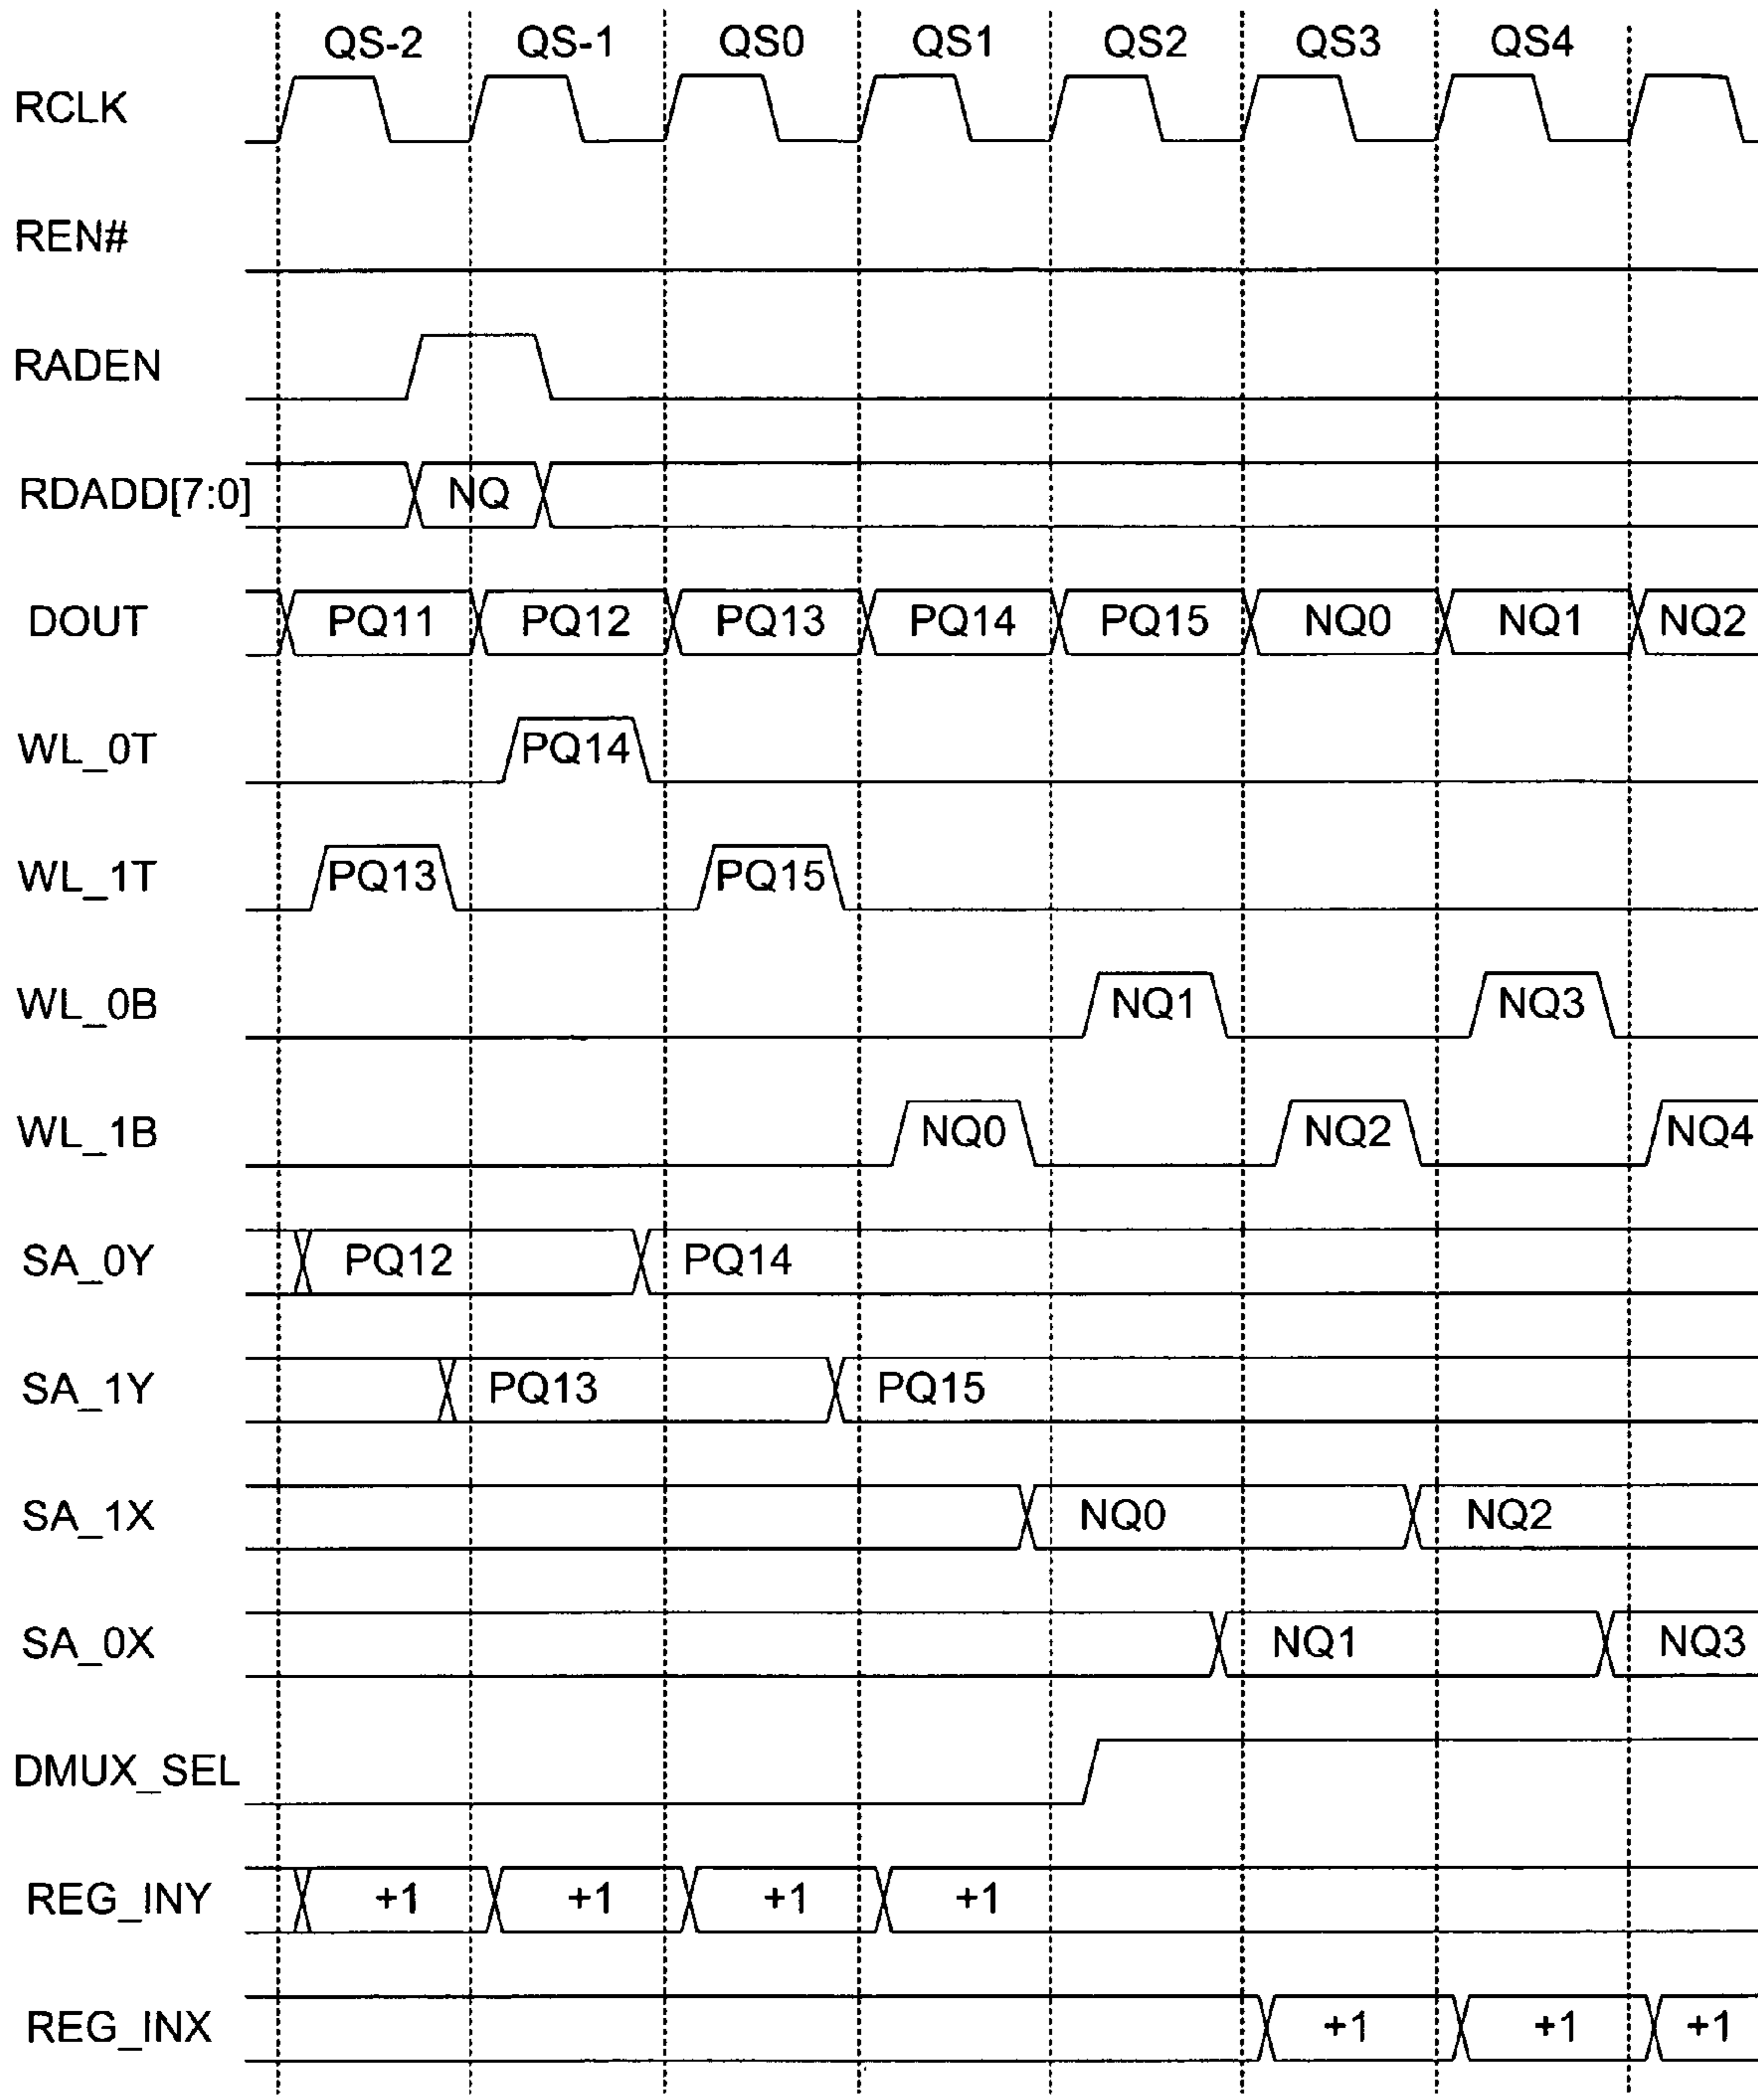 QS-2 QS-1 QS0 QS1 QS2 QS3 QS4
RCLK
REN#
RADEN
RDADD[7:0] NQ
DOUT PQ11 PQ12 PQ13 PQ14 PQ15 NQ0 NQ1 NQ2
WL_0T PQ14
WL_1T PQ13 PQ15
WL_0B NQ1 NQ3
WL_1B NQ0 NQ2 NQ4
SA_0Y PQ12 PQ14
SA_1Y PQ13 PQ15
SA_1X NQ0 NQ2
SA_0X NQ1 NQ3
DMUX_SEL
REG_INY +1 +1 +1 +1
REG_INX +1 +1 +1